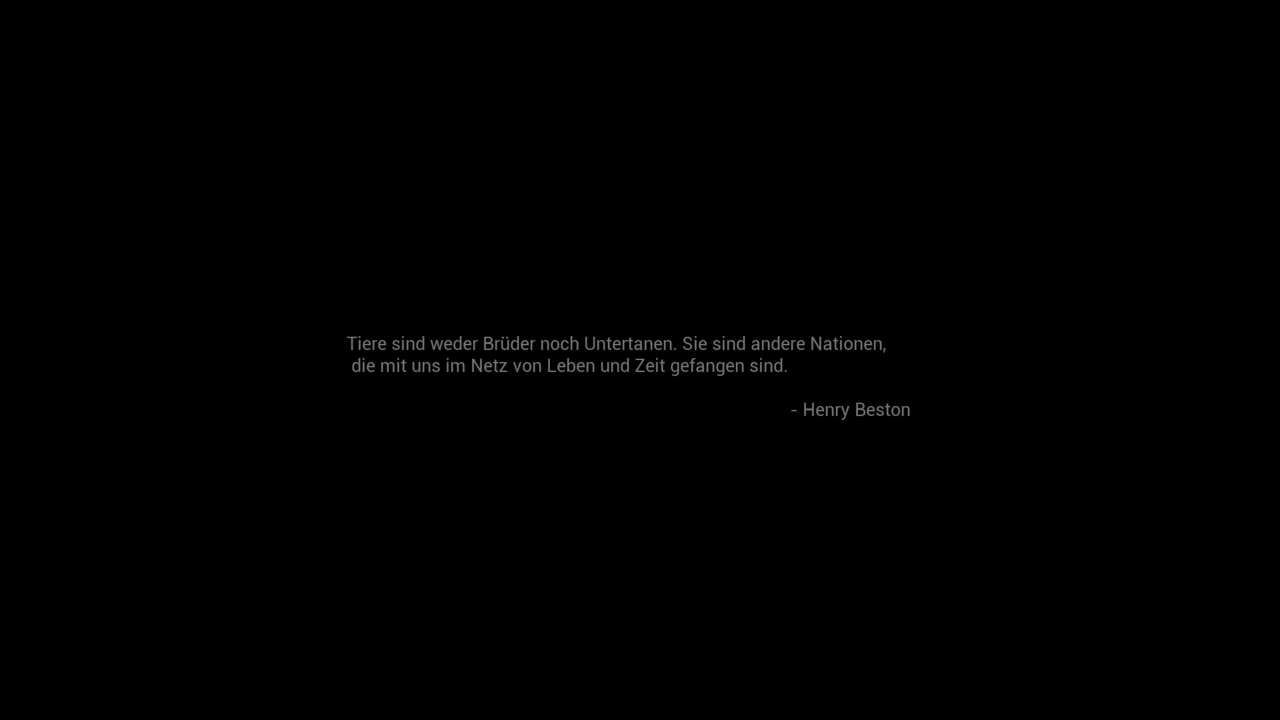 Tiere sind weder Brüder noch Untertanen. Sie sind andere Nationen,
die mit uns im Netz von Leben und Zeit gefangen sind.
- Henry Beston